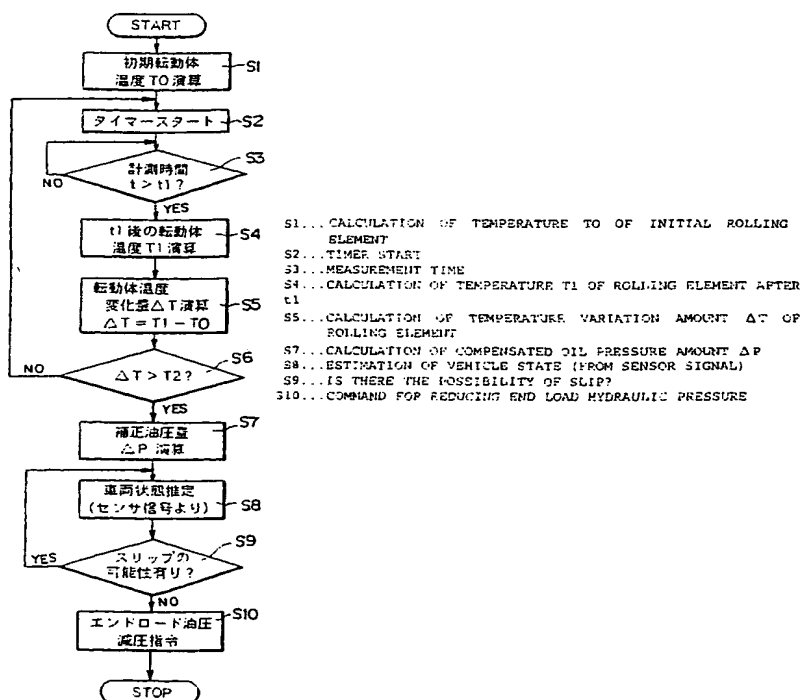 START
初期転動体
温度T0演算
S1
タイマースタート
S2
計測時間
t > t1 ?
S3
NO
YES
t1後の転動体
温度T1演算
S4
転動体温度
変化量△T演算
△T = T1 – T0
S5
△T > T2 ?
S6
NO
YES
補正油圧量
△P 演算
S7
車両状態推定
(センサ信号より)
S8
スリップの
可能性有り?
S9
YES
NO
エンドロード油圧
減圧指令
S10
STOP
S1... CALCULATION OF TEMPERATURE TO OF INITIAL ROLLING
ELEMENT
S2...TIMER START
S3...MEASUREMENT TIME
S4...CALCULATION OF TEMPERATURE T1 OF ROLLING ELEMENT AFTER
t1
S5...CALCULATION OF TEMPERATURE VARIATION AMOUNT ΔT OF
ROLLING ELEMENT
S7...CALCULATION OF COMPENSATED OIL PRESSURE AMOUNT ΔP
S8...ESTIMATION OF VEHICLE STATE (FROM SENSOR SIGNAL)
S9...IS THERE THE POSSIBILITY OF SLIP?
S10...COMMAND FOR REDUCING END LOAD HYDRAULIC PRESSURE